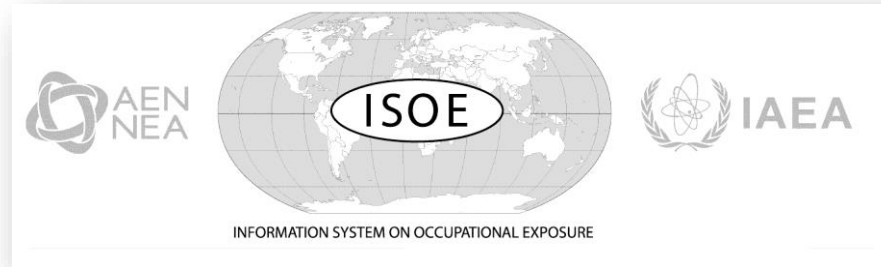 AEN
NEA
ISOE
IAEA
INFORMATION SYSTEM ON OCCUPATIONAL EXPOSURE